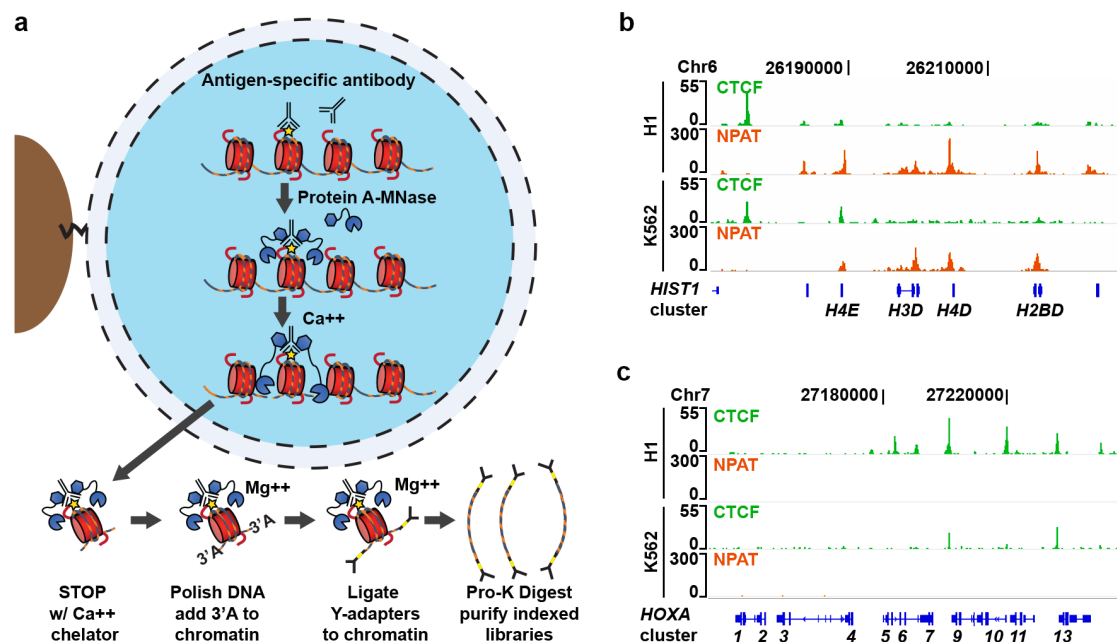 a
Antigen-specific antibody
Protein A-MNase
Ca++
Mg++
3'A
3'A
Mg++
STOP
w/ Ca++
chelator
Polish DNA
add 3'A to
chromatin
Ligate
Y-adapters
to chromatin
Pro-K Digest
purify indexed
libraries
b
Chr6 26190000 26210000
H1
55
0
CTCF
300
0
NPAT
K562
55
0
CTCF
300
0
NPAT
HIST1
cluster
H4E H3D H4D H2BD
c
Chr7 27180000 27220000
H1
55
0
CTCF
300
0
NPAT
K562
55
0
CTCF
300
0
NPAT
HOXA
cluster
1 2 3 4 5 6 7 9 10 11 13